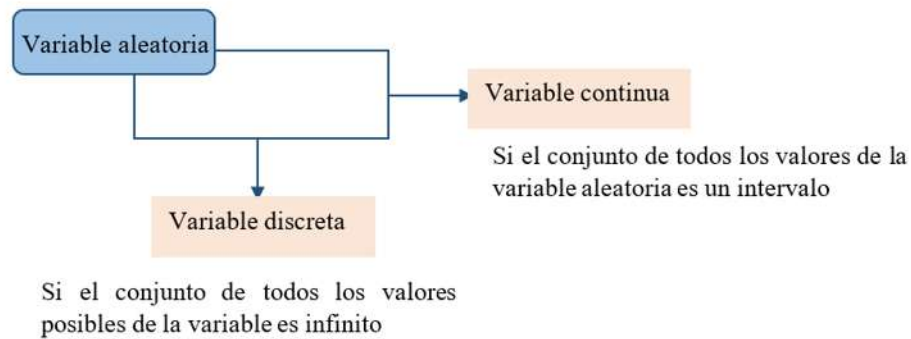 Variable aleatoria
Variable continua
Si el conjunto de todos los valores de la
variable aleatoria es un intervalo
Variable discreta
Si el conjunto de todos los valores
posibles de la variable es infinito